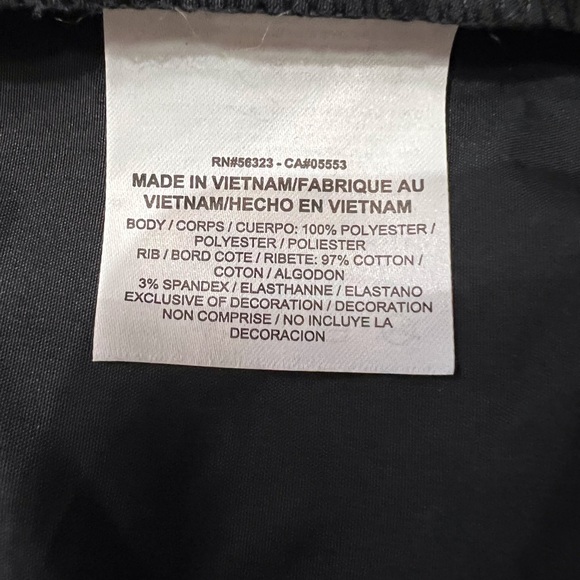 RN#56323 - CA#05553
MADE IN VIETNAM/FABRIQUE AU
VIETNAM/HECHO EN VIETNAM
BODY / CORPS / CUERPO: 100% POLYESTER /
POLYESTER / POLIESTER
RIB / BORD COTE / RIBETE: 97% COTTON /
COTON / ALGODON
3% SPANDEX / ELASTHANNE / ELASTANO
EXCLUSIVE OF DECORATION / DECORATION
NON COMPRISE / NO INCLUYE LA
DECORACION